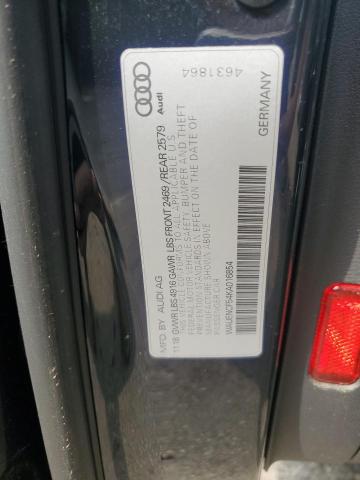 Audi
4631864
GERMANY
MFD. BY AUDI AG
11.18 GVWR LBS 4916 GAWR LBS FRONT 2469/REAR 2579
THIS VEHICLE CONFORMS TO ALL APPLICABLE U.S.
FEDERAL MOTOR VEHICLE SAFETY, BUMPER AND THEFT
PREVENTION STANDARDS IN EFFECT ON THE DATE OF
MANUFACTURE SHOWN ABOVE.
PASSENGER CAR
WAUENCF54KA016854